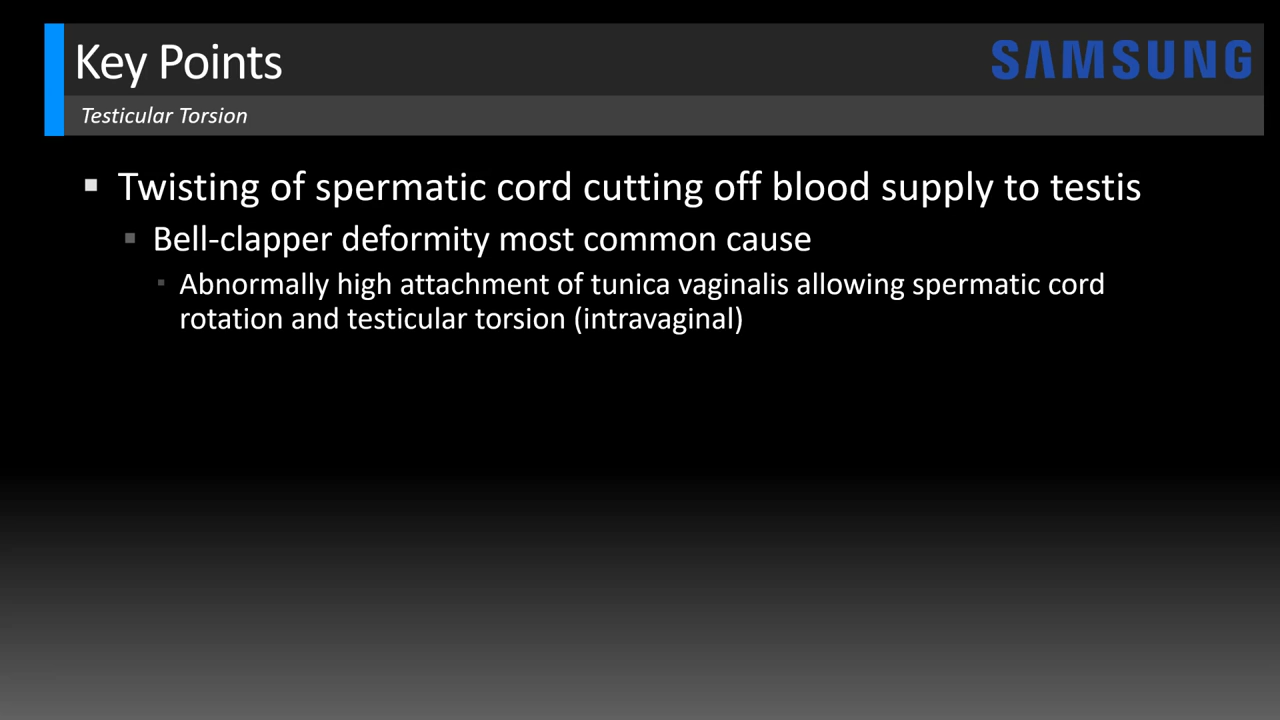 Key Points
SAMSUNG
Testicular Torsion
Twisting of spermatic cord cutting off blood supply to testis
Bell-clapper deformity most common cause
Abnormally high attachment of tunica vaginalis allowing spermatic cord
rotation and testicular torsion (intravaginal)